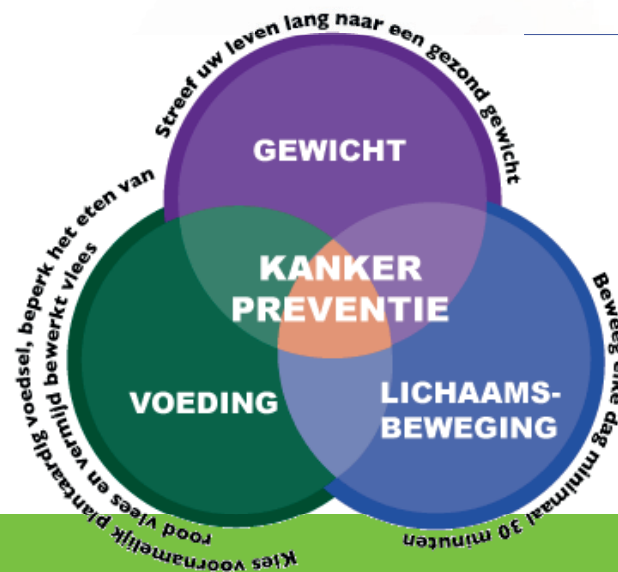 Streef uw leven lang naar een gezond gewicht
GEWICHT
KANKER
PREVENTIE
VOEDING
LICHAAMS-
BEWEGING
Kies voornamelijk plantaardig voedsel, beperk het eten van
rood vlees en vermijd bewerkt vlees
Beweeg elke dag minimaal 30 minuten